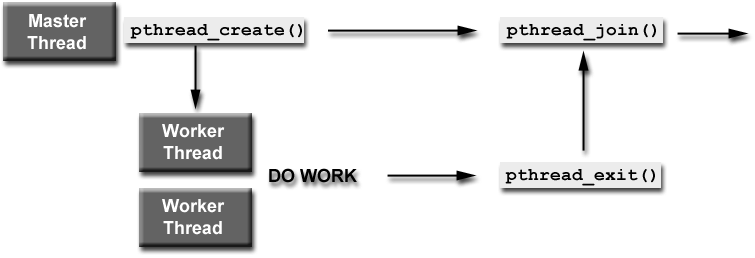 Master
Thread
pthread_create()
pthread_join()
Worker
Thread
DO WORK
pthread_exit()
Worker
Thread